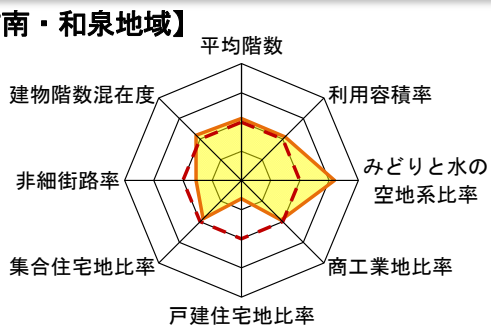 南・和泉地域】
平均階数
建物階数混在度
利用容積率
非細街路率
みどりと水の
空地系比率
集合住宅地比率
商工業地比率
戸建住宅地比率